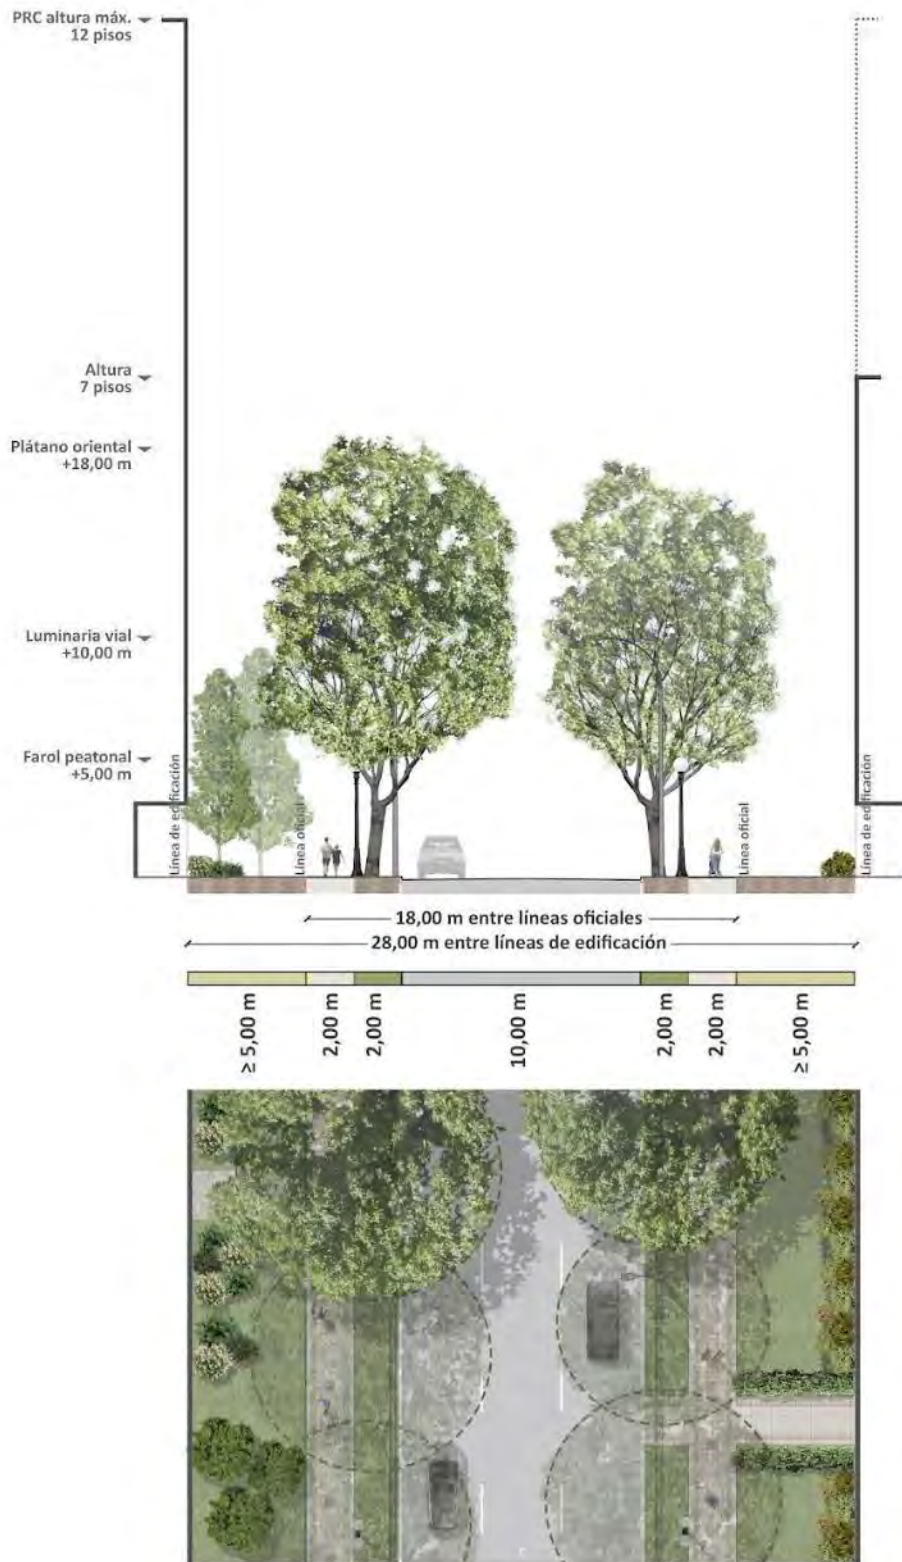 PRC altura máx.
12 pisos
Altura
7 pisos
Plátano oriental
+18,00 m
Luminaria vial
+10,00 m
Farol peatonal
+5,00 m
Línea de edificación
Línea oficial
Línea oficial
Línea de edificación
18,00 m entre líneas oficiales
28,00 m entre líneas de edificación
≥ 5,00 m
2,00 m
2,00 m
10,00 m
2,00 m
2,00 m
≥ 5,00 m